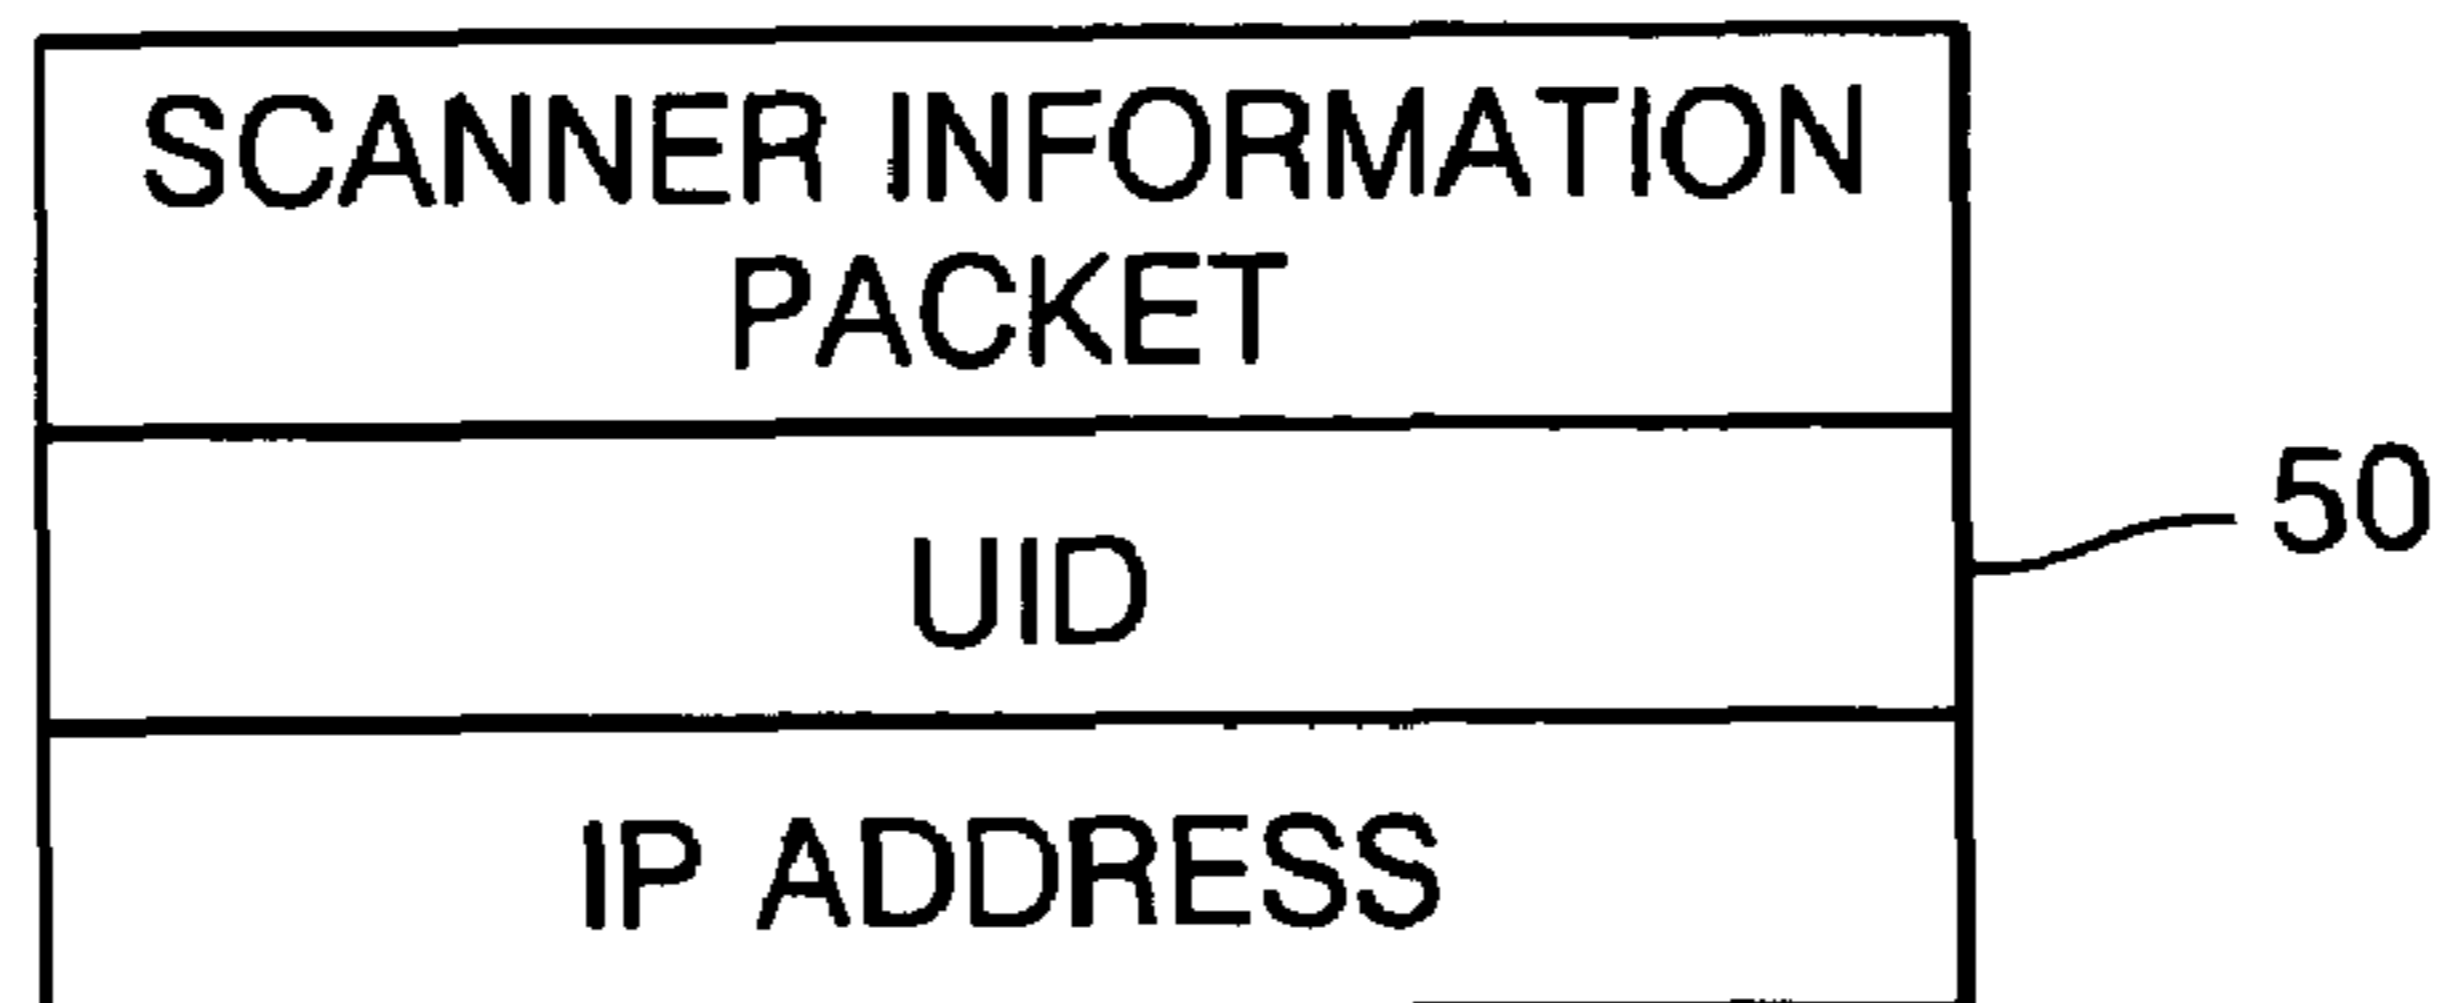 SCANNER INFORMATION
PACKET
UID
50
IP ADDRESS